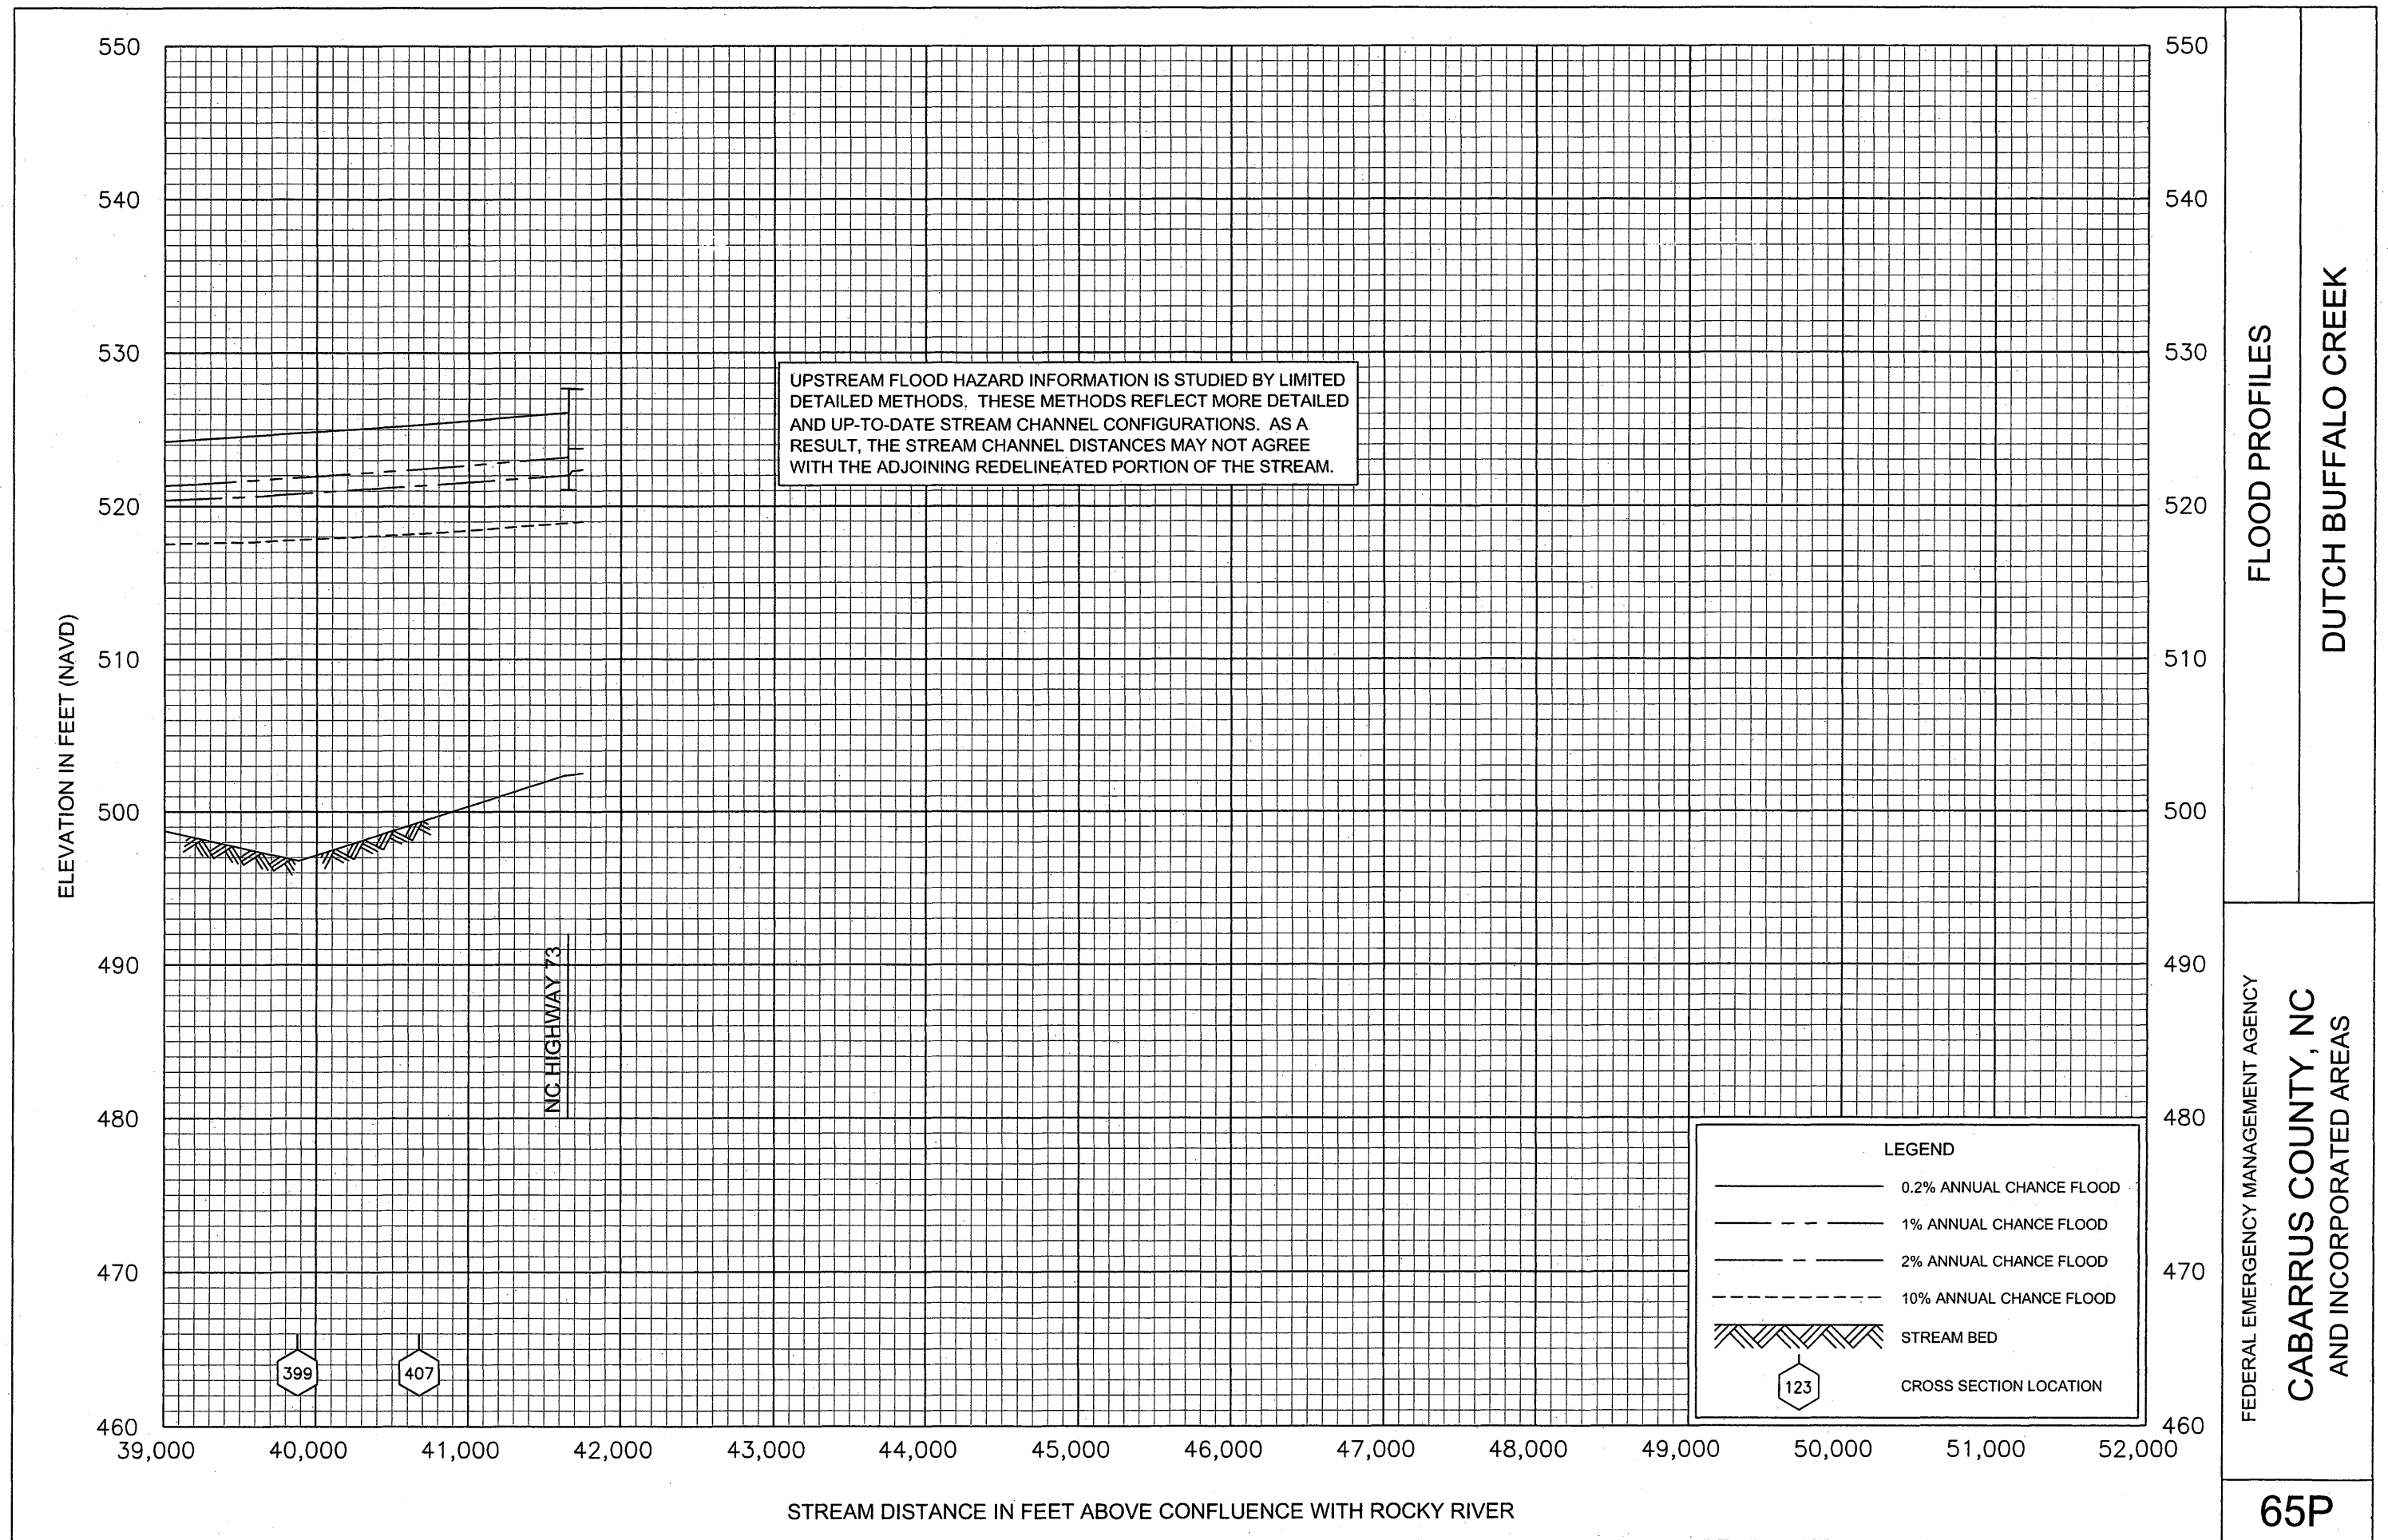 550
540
530
520
510
500
490
480
470
460
ELEVATION IN FEET (NAVD)
UPSTREAM FLOOD HAZARD INFORMATION IS STUDIED BY LIMITED
DETAILED METHODS. THESE METHODS REFLECT MORE DETAILED
AND UP-TO-DATE STREAM CHANNEL CONFIGURATIONS. AS A
RESULT, THE STREAM CHANNEL DISTANCES MAY NOT AGREE
WITH THE ADJOINING REDELINEATED PORTION OF THE STREAM.
NC HIGHWAY 73
399
407
LEGEND
0.2% ANNUAL CHANCE FLOOD
1% ANNUAL CHANCE FLOOD
2% ANNUAL CHANCE FLOOD
10% ANNUAL CHANCE FLOOD
STREAM BED
123
CROSS SECTION LOCATION
39,000
40,000
41,000
42,000
43,000
44,000
45,000
46,000
47,000
48,000
49,000
50,000
51,000
52,000
STREAM DISTANCE IN FEET ABOVE CONFLUENCE WITH ROCKY RIVER
550
540
530
520
510
500
490
480
470
460
FLOOD PROFILES
DUTCH BUFFALO CREEK
FEDERAL EMERGENCY MANAGEMENT AGENCY
CABARRUS COUNTY, NC
AND INCORPORATED AREAS
65P